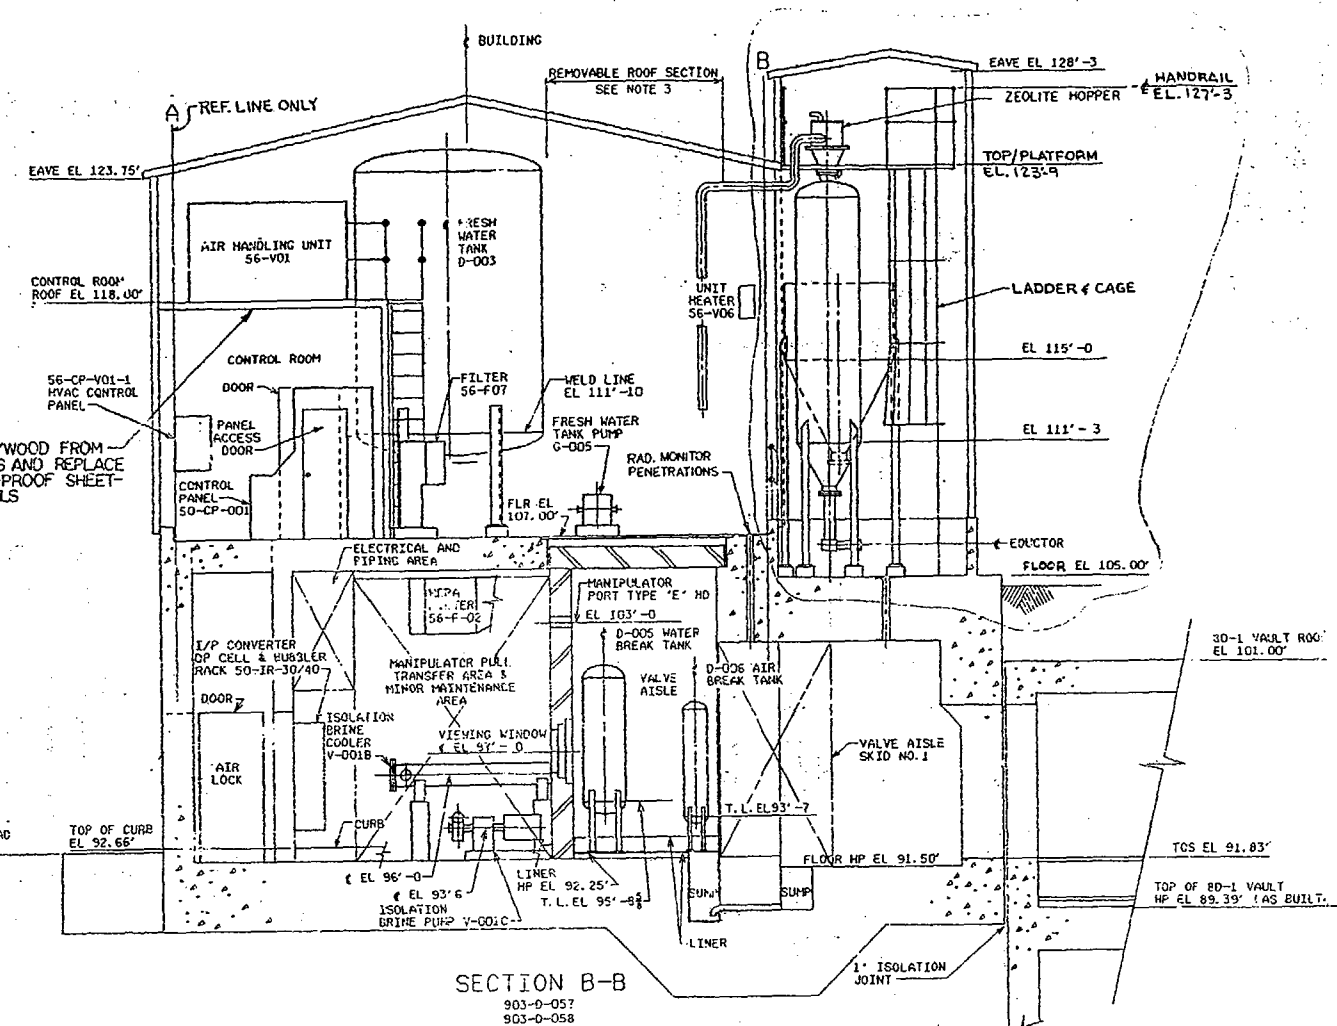 BUILDING
REMOVABLE ROOF SECTION
SEE NOTE 3
B
EAVE EL 128'-3
HANDRAIL
EL. 127'-3
ZEOLITE HOPPER
A
REF. LINE ONLY
TOP/PLATFORM
EL. 123'-9
EAVE EL 123.75'
AIR HANDLING UNIT
56-V01
FRESH
WATER
TANK
D-003
CONTROL ROOM
ROOF EL 118.00'
UNIT
HEATER
56-V06
LADDER & CAGE
EL 115'-0
CONTROL ROOM
DOOR
56-CP-V01-1
HVAC CONTROL
PANEL
FILTER
56-F07
WELD LINE
EL 111'-10
PANEL
ACCESS
DOOR
FRESH WATER
TANK PUMP
G-005
EL 111'-3
YWOOD FROM
S AND REPLACE
-PROOF SHEET-
LS
RAD. MONITOR
PENETRATIONS
CONTROL
PANEL
50-CP-001
FLR EL
107.00'
ELECTRICAL AND
PIPING AREA
EDUCTOR
FLOOR EL 105.00'
HEPA
FILTER
56-F-02
MANIPULATOR
PORT TYPE "E" HD
EL 103'-0
I/P CONVERTER
DP CELL & BUBBLER
RACK 50-IR-30/40
D-005 WATER
BREAK TANK
MANIPULATOR PULL
TRANSFER AREA &
MINOR MAINTENANCE
AREA
VALVE
AISLE
D-006 AIR
BREAK TANK
EL 101.00'
DOOR
ISOLATION
BRINE
COOLER
V-001B
VIEWING WINDOW
EL 97'-0
VALVE AISLE
SKID NO.1
AIR
LOCK
T.L. EL 93'-7
TOP OF CURB
EL 92.66'
CURB
FLOOR HP EL 91.50'
TOS EL 91.83'
EL 96'-0
EL 93'6
LINER
HP EL 92.25'
SUMP
SUMP
TOP OF 8D-1 VAULT
HP EL 89.39' (AS BUILT
ISOLATION
BRINE PUMP V-001C
LINER
1" ISOLATION
JOINT
SECTION B-B
903-D-057
903-D-058